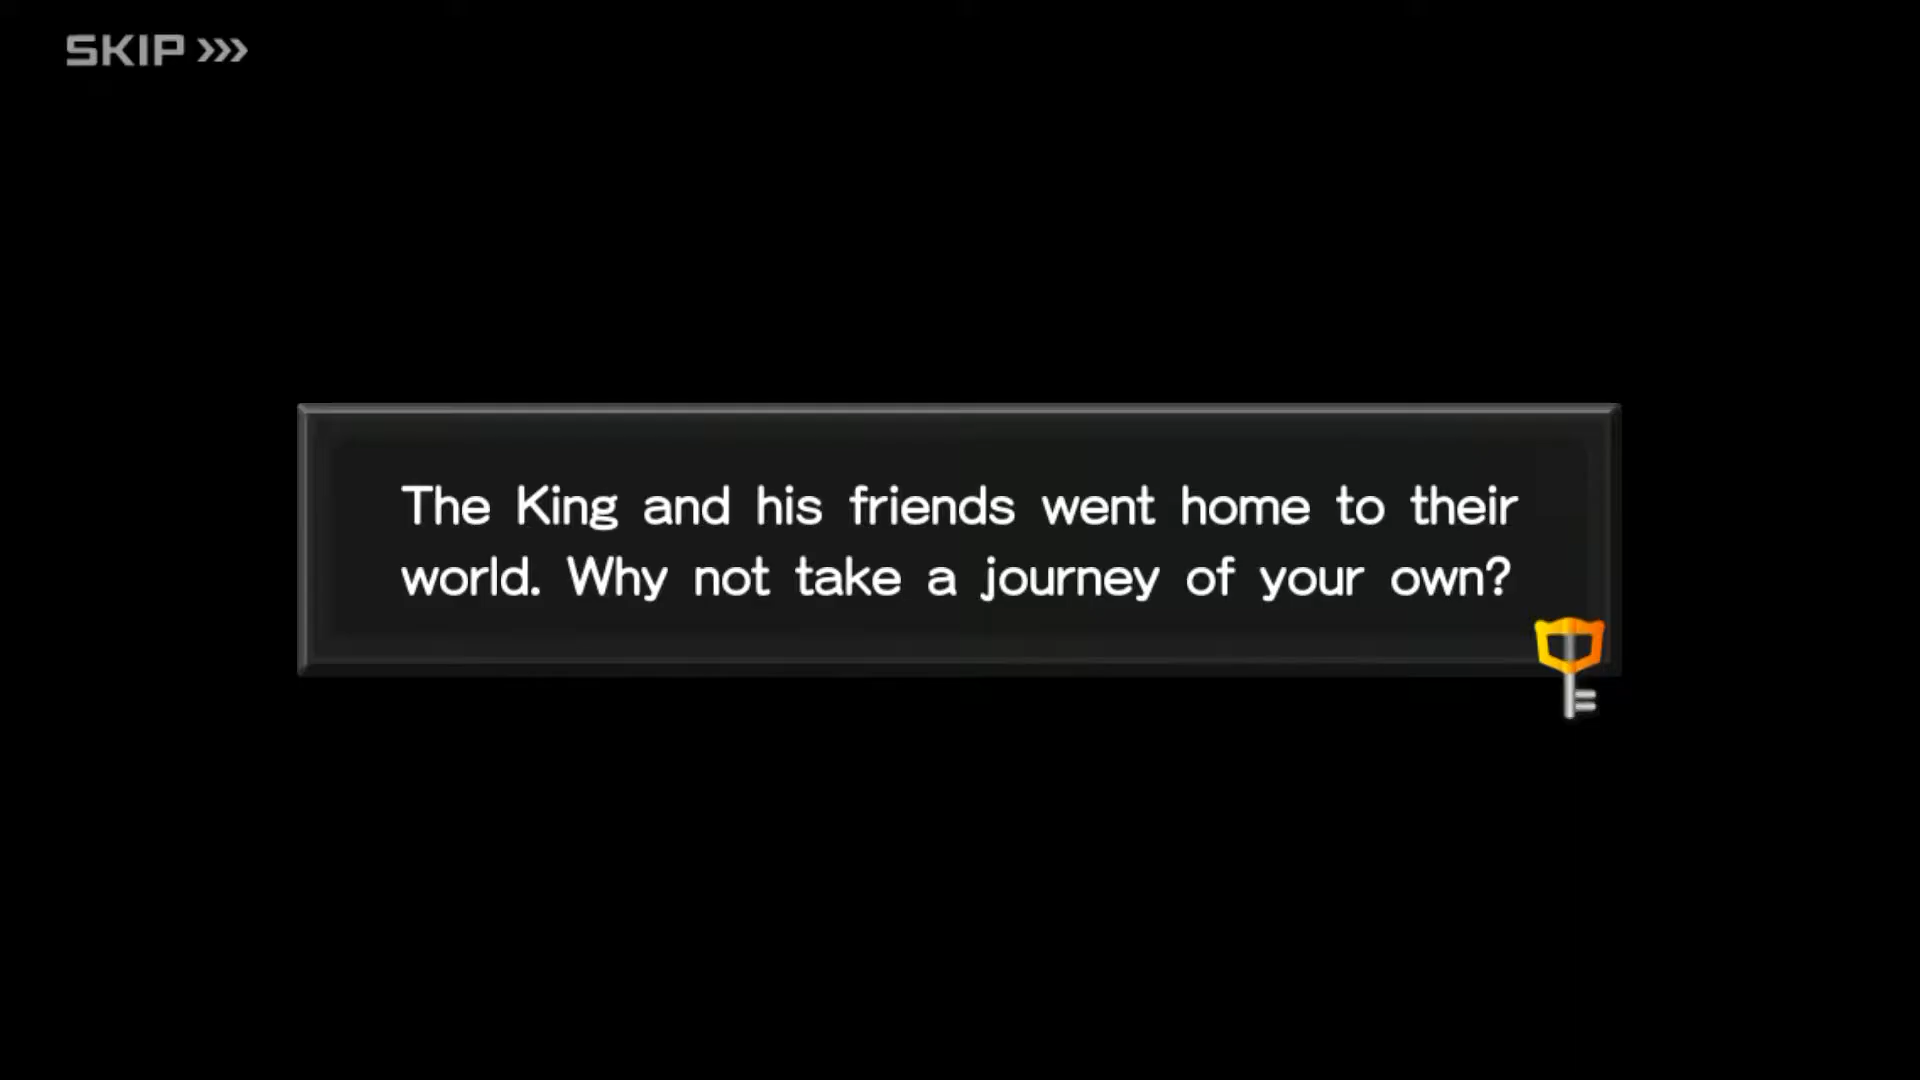 SKIP >>>
The King and his friends went home to their
world. Why not take a journey of your own?